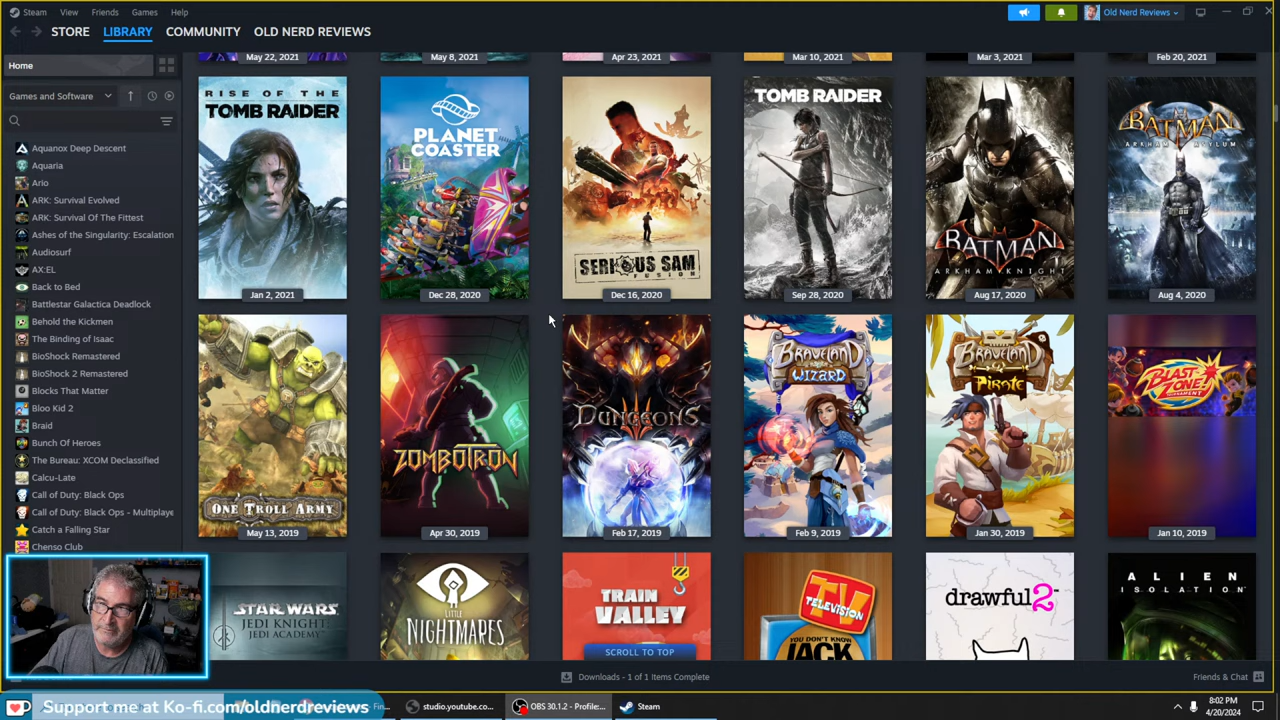 Steam View Friends Games Help
Old Nerd Reviews
STORE LIBRARY COMMUNITY OLD NERD REVIEWS
Home
Games and Software
Aquanox Deep Descent
Aquaria
Ario
ARK: Survival Evolved
ARK: Survival Of The Fittest
Ashes of the Singularity: Escalation
Audiosurf
AX:EL
Back to Bed
Battlestar Galactica Deadlock
Behold the Kickmen
The Binding of Isaac
BioShock Remastered
BioShock 2 Remastered
Blocks That Matter
Bloo Kid 2
Braid
Bunch Of Heroes
The Bureau: XCOM Declassified
Calcu-Late
Call of Duty: Black Ops
Call of Duty: Black Ops - Multiplaye
Catch a Falling Star
Chenso Club
May 22, 2021
May 8, 2021
Apr 23, 2021
Mar 10, 2021
Mar 3, 2021
Feb 20, 2021
RISE OF THE
TOMB RAIDER
Jan 2, 2021
PLANET
COASTER
Dec 28, 2020
SERIOUS SAM
FUSION
Dec 16, 2020
TOMB RAIDER
Sep 28, 2020
BATMAN
ARKHAM KNIGHT
Aug 17, 2020
BATMAN
ARKHAM ASYLUM
Aug 4, 2020
ONE TROLL ARMY
May 13, 2019
ZOMBOTRON
Apr 30, 2019
DUNGEONS
Feb 17, 2019
BRAVELAND
WIZARD
Feb 9, 2019
BRAVELAND
PIRATE
Jan 30, 2019
BLAST ZONE!
TOURNAMENT
Jan 10, 2019
STAR WARS
JEDI KNIGHT
JEDI ACADEMY
LITTLE
NIGHTMARES
TRAIN
VALLEY
TELEVISION
YOU DON'T KNOW
JACK
drawful 2
ALIEN
ISOLATION
SCROLL TO TOP
Downloads - 1 of 1 Items Complete
Friends & Chat
Support me at Ko-fi.com/oldnerdreviews
studio.youtube.co...
OBS 30.1.2 - Profile:...
Steam
8:02 PM
4/20/2024